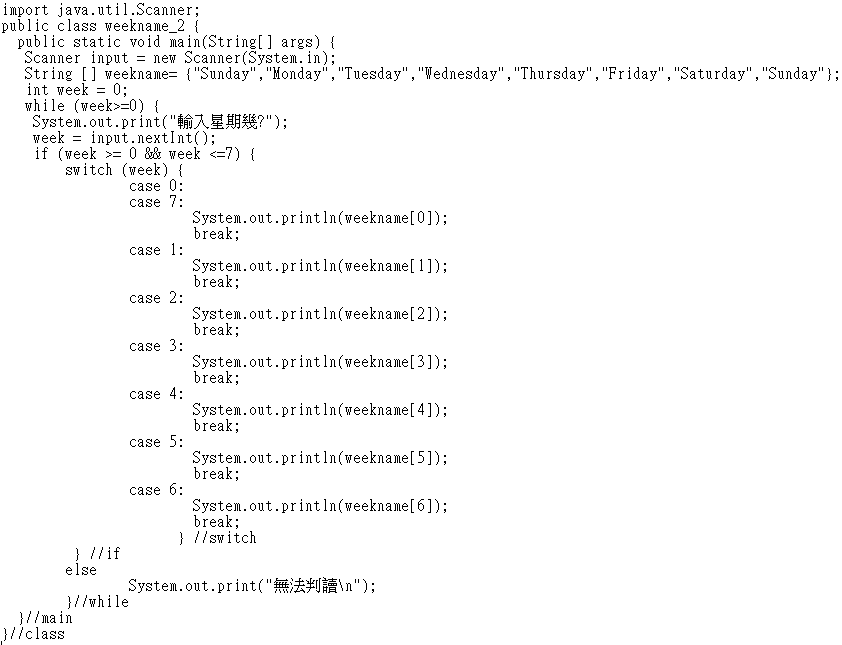 import java.util.Scanner;
public class weekname_2 {
  public static void main(String[] args) {
   Scanner input = new Scanner(System.in);
   String [] weekname= {"Sunday","Monday","Tuesday","Wednesday","Thursday","Friday","Saturday","Sunday"};
   int week = 0;
   while (week>=0) {
    System.out.print("輸入星期幾?");
    week = input.nextInt();
    if (week >= 0 && week <=7) {
        switch (week) {
                case 0:
                case 7:
                        System.out.println(weekname[0]);
                        break;
                case 1:
                        System.out.println(weekname[1]);
                        break;
                case 2:
                        System.out.println(weekname[2]);
                        break;
                case 3:
                        System.out.println(weekname[3]);
                        break;
                case 4:
                        System.out.println(weekname[4]);
                        break;
                case 5:
                        System.out.println(weekname[5]);
                        break;
                case 6:
                        System.out.println(weekname[6]);
                        break;
                      } //switch
         } //if
        else
                System.out.print("無法判讀\n");
        }//while
  }//main
}//class